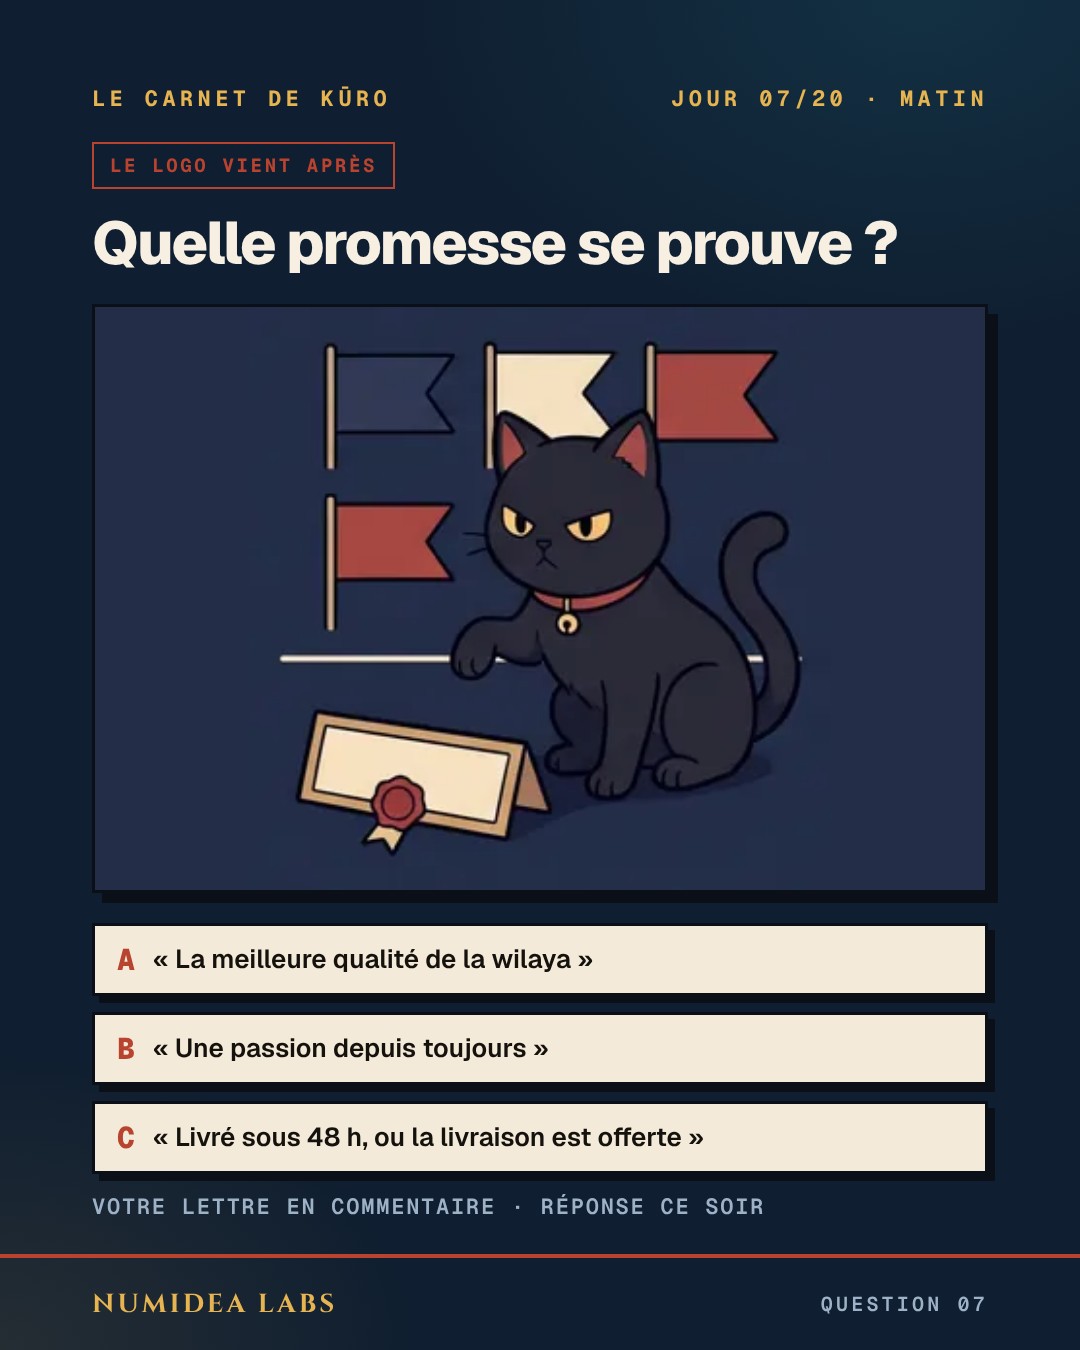 LE CARNET DE KŪRO
JOUR 07/20 · MATIN
LE LOGO VIENT APRÈS
Quelle promesse se prouve ?
A « La meilleure qualité de la wilaya »
B « Une passion depuis toujours »
C « Livré sous 48 h, ou la livraison est offerte »
VOTRE LETTRE EN COMMENTAIRE · RÉPONSE CE SOIR
NUMIDEA LABS
QUESTION 07